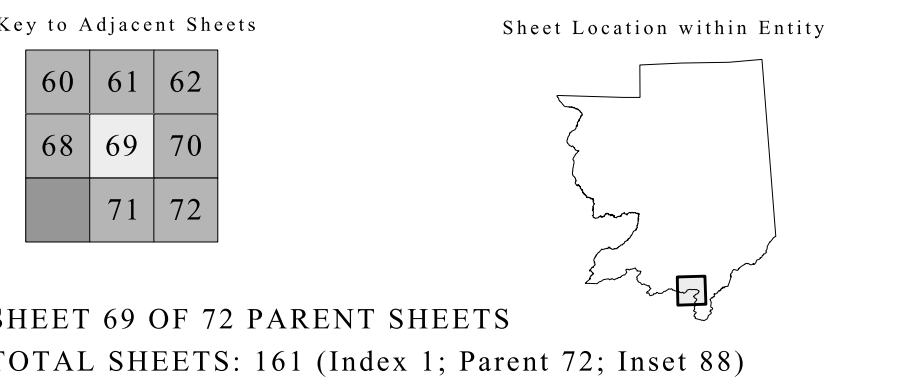 Key to Adjacent Sheets
Sheet Location within Entity
60 61 62
68 69 70
71 72
SHEET 69 OF 72 PARENT SHEETS
TOTAL SHEETS: 161 (Index 1; Parent 72; Inset 88)